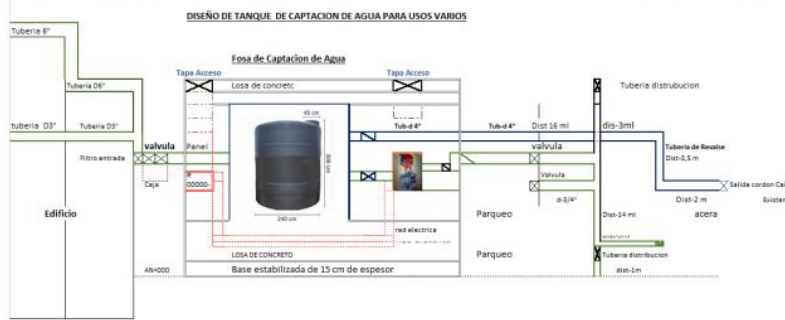 DISEÑO DE TANQUE DE CAPTACION DE AGUA PARA USOS VARIOS
Tuberia 6"
Fosa de Captacion de Agua
Tapa Acceso
Tapa Acceso
Tuberia D6"
Losa de concretc
Tuberia distrubucion
45 cm
tuberia D3"
Tuberia D3"
Tub-d 4"
Tub-d 4"
Dist 16 ml
dis-3ml
valvula
Panel
valvula
Tuberia de Revalse
Filtro entrada
Dist-3,5 m
Caja
00000-
Valvula
Salida cordon Cai
240 cm
d-3/4"
Dist-2 m
Existen
Edificio
Parqueo
Dist-14 ml
acera
red electrica
LOSA DE CONCRETO
Parqueo
Tuberia distribucion
AN+000
Base estabilizada de 15 cm de espesor
dist-1m